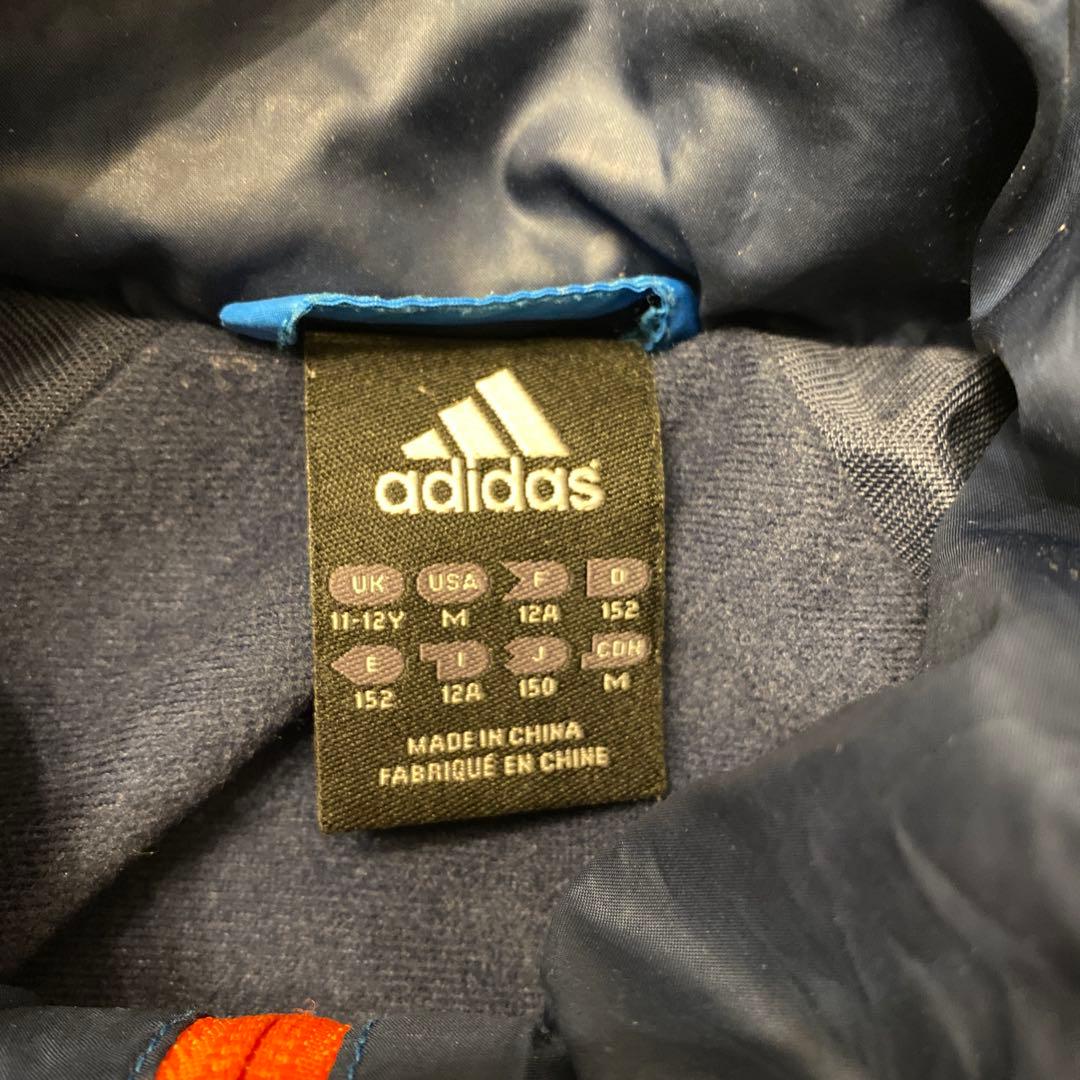 adidas
UK USA F D
11-12Y M 12A 152
E I J CDN
152 12A 150 M
MADE IN CHINA
FABRIQUÉ EN CHINE